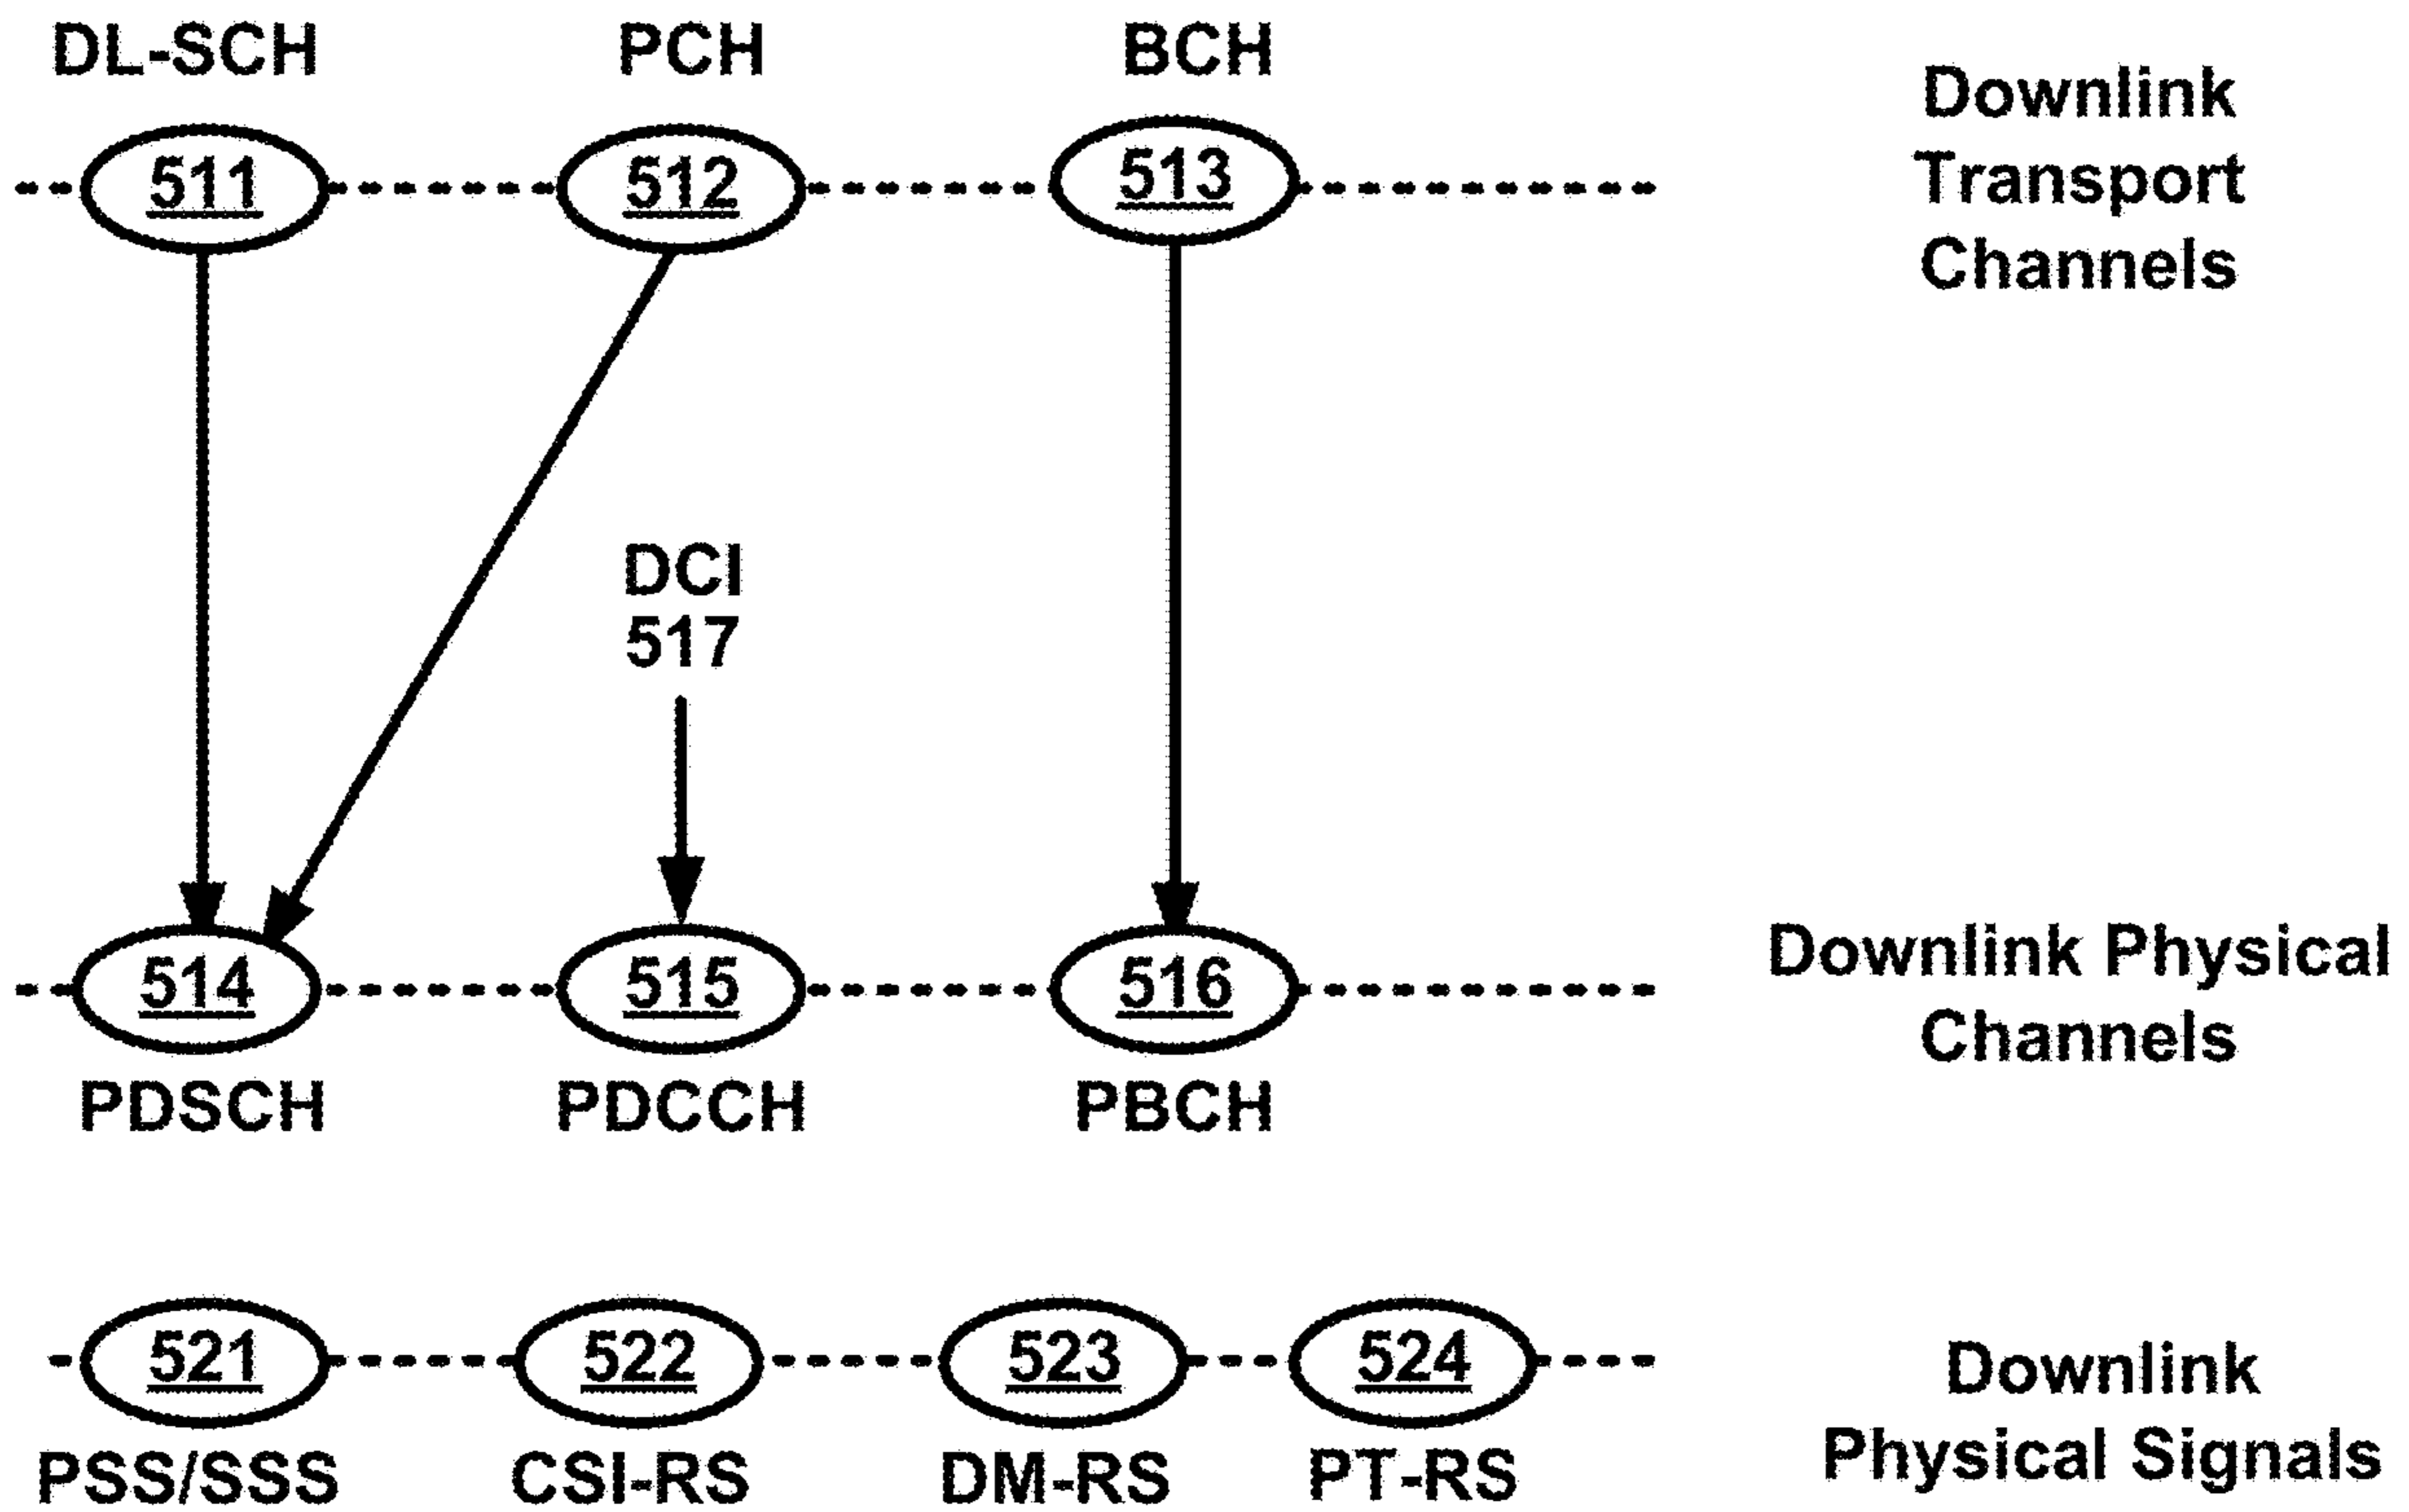 DL-SCH
PCH
BCH
Downlink
Transport
Channels
511
512
513
DCI
517
Downlink Physical
Channels
514
515
516
PDSCH
PDCCH
PBCH
521
522
523
524
Downlink
Physical Signals
PSS/SSS
CSI-RS
DM-RS
PT-RS